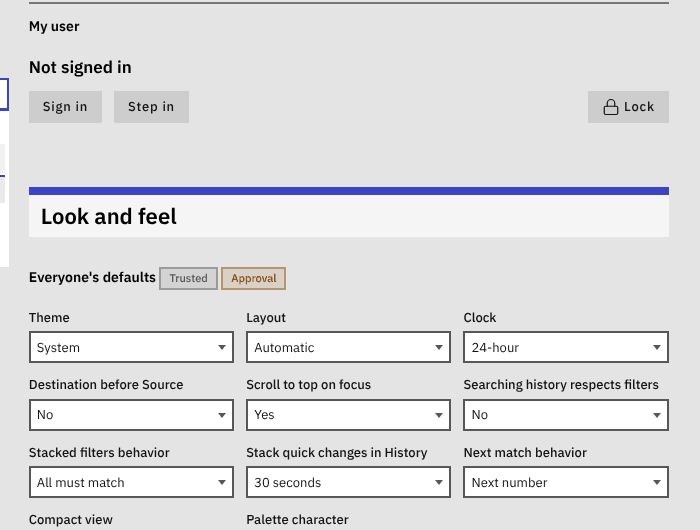 My user
Not signed in
Sign in Step in Lock
Look and feel
Everyone's defaults Trusted Approval
Theme Layout Clock
System Automatic 24-hour
Destination before Source Scroll to top on focus Searching history respects filters
No Yes No
Stacked filters behavior Stack quick changes in History Next match behavior
All must match 30 seconds Next number
Compact view Palette character